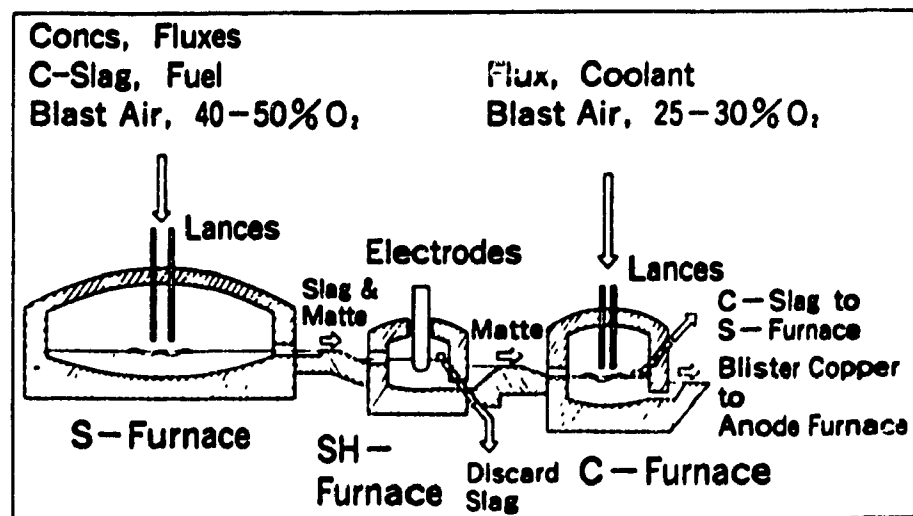 Concs, Fluxes
C-Slag, Fuel
Blast Air, 40-50% O₂
Flux, Coolant
Blast Air, 25-30% O₂
Lances
Electrodes
Lances
Slag &
Matte
Matte
C-Slag to
S-Furnace
Blister Copper
to
Anode Furnace
S-Furnace
SH-
Furnace
Discard
Slag
C-Furnace